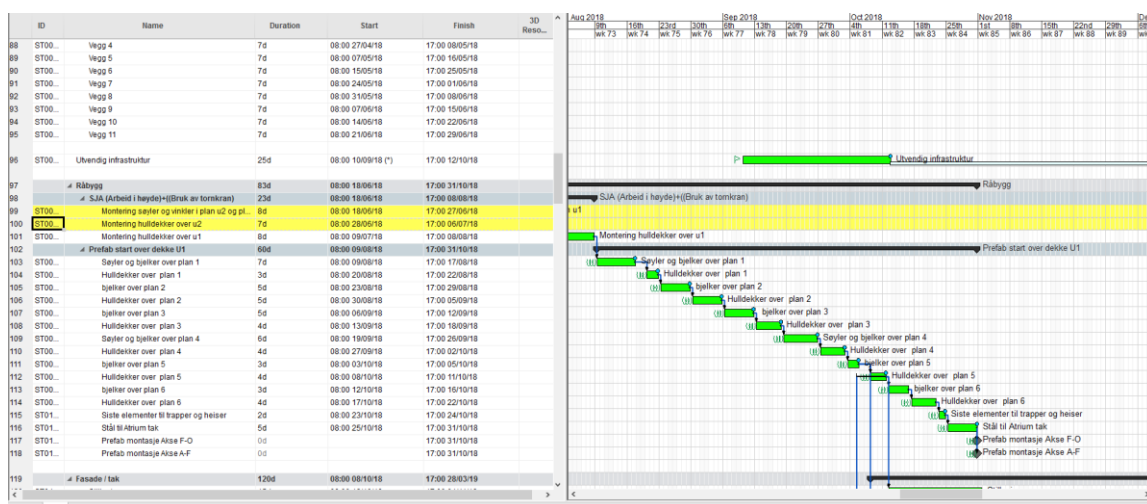 ID Name Duration Start Finish 3D Reso...
Aug 2018 Sep 2018 Oct 2018 Nov 2018
9th 16th 23rd 30th 6th 13th 20th 27th 4th 11th 18th 25th 1st 8th 15th 22nd 29th
wk 73 wk 74 wk 75 wk 76 wk 77 wk 78 wk 79 wk 80 wk 81 wk 82 wk 83 wk 84 wk 85 wk 86 wk 87 wk 88 wk 89
88 ST00... Vegg 4 7d 08:00 27/04/18 17:00 08/05/18
89 ST00... Vegg 5 7d 08:00 07/05/18 17:00 16/05/18
90 ST00... Vegg 6 7d 08:00 15/05/18 17:00 25/05/18
91 ST00... Vegg 7 7d 08:00 24/05/18 17:00 01/06/18
92 ST00... Vegg 8 7d 08:00 31/05/18 17:00 08/06/18
93 ST00... Vegg 9 7d 08:00 07/06/18 17:00 15/06/18
94 ST00... Vegg 10 7d 08:00 14/06/18 17:00 22/06/18
95 ST00... Vegg 11 7d 08:00 21/06/18 17:00 29/06/18
96 ST00... Utvendig infrastruktur 25d 08:00 10/09/18 (*) 17:00 12/10/18 Utvendig infrastruktur
97 Råbygg 83d 08:00 18/06/18 17:00 31/10/18 Råbygg
98 SJA (Arbeid i høyde)+((Bruk av tornkran) 23d 08:00 18/06/18 17:00 08/08/18 SJA (Arbeid i høyde)+((Bruk av tornkran)
99 ST00... Montering søyler og vinkler i plan u2 og pl... 8d 08:00 18/06/18 17:00 27/06/18 u1
100 ST00... Montering hulldekker over u2 7d 08:00 28/06/18 17:00 06/07/18
101 ST00... Montering hulldekker over u1 8d 08:00 09/07/18 17:00 08/08/18 Montering hulldekker over u1
102 Prefab start over dekke U1 60d 08:00 09/08/18 17:00 31/10/18 Prefab start over dekke U1
103 ST00... Søyler og bjelker over plan 1 7d 08:00 09/08/18 17:00 17/08/18 Søyler og bjelker over plan 1
104 ST00... Hulldekker over plan 1 3d 08:00 20/08/18 17:00 22/08/18 Hulldekker over plan 1
105 ST00... bjelker over plan 2 5d 08:00 23/08/18 17:00 29/08/18 bjelker over plan 2
106 ST00... Hulldekker over plan 2 5d 08:00 30/08/18 17:00 05/09/18 Hulldekker over plan 2
107 ST00... bjelker over plan 3 5d 08:00 06/09/18 17:00 12/09/18 bjelker over plan 3
108 ST00... Hulldekker over plan 3 4d 08:00 13/09/18 17:00 18/09/18 Hulldekker over plan 3
109 ST00... Søyler og bjelker over plan 4 6d 08:00 19/09/18 17:00 26/09/18 Søyler og bjelker over plan 4
110 ST00... Hulldekker over plan 4 4d 08:00 27/09/18 17:00 02/10/18 Hulldekker over plan 4
111 ST00... bjelker over plan 5 3d 08:00 03/10/18 17:00 05/10/18 bjelker over plan 5
112 ST00... Hulldekker over plan 5 4d 08:00 08/10/18 17:00 11/10/18 Hulldekker over plan 5
113 ST00... bjelker over plan 6 3d 08:00 12/10/18 17:00 16/10/18 bjelker over plan 6
114 ST00... Hulldekker over plan 6 4d 08:00 17/10/18 17:00 22/10/18 Hulldekker over plan 6
115 ST01... Siste elementer til trapper og heiser 2d 08:00 23/10/18 17:00 24/10/18 Siste elementer til trapper og heiser
116 ST01... Stål til Atrium tak 5d 08:00 25/10/18 17:00 31/10/18 Stål til Atrium tak
117 ST01... Prefab montasje Akse F-O 0d 17:00 31/10/18 Prefab montasje Akse F-O
118 ST01... Prefab montasje Akse A-F 0d 17:00 31/10/18 Prefab montasje Akse A-F
119 Fasade / tak 120d 08:00 08/10/18 17:00 28/03/19